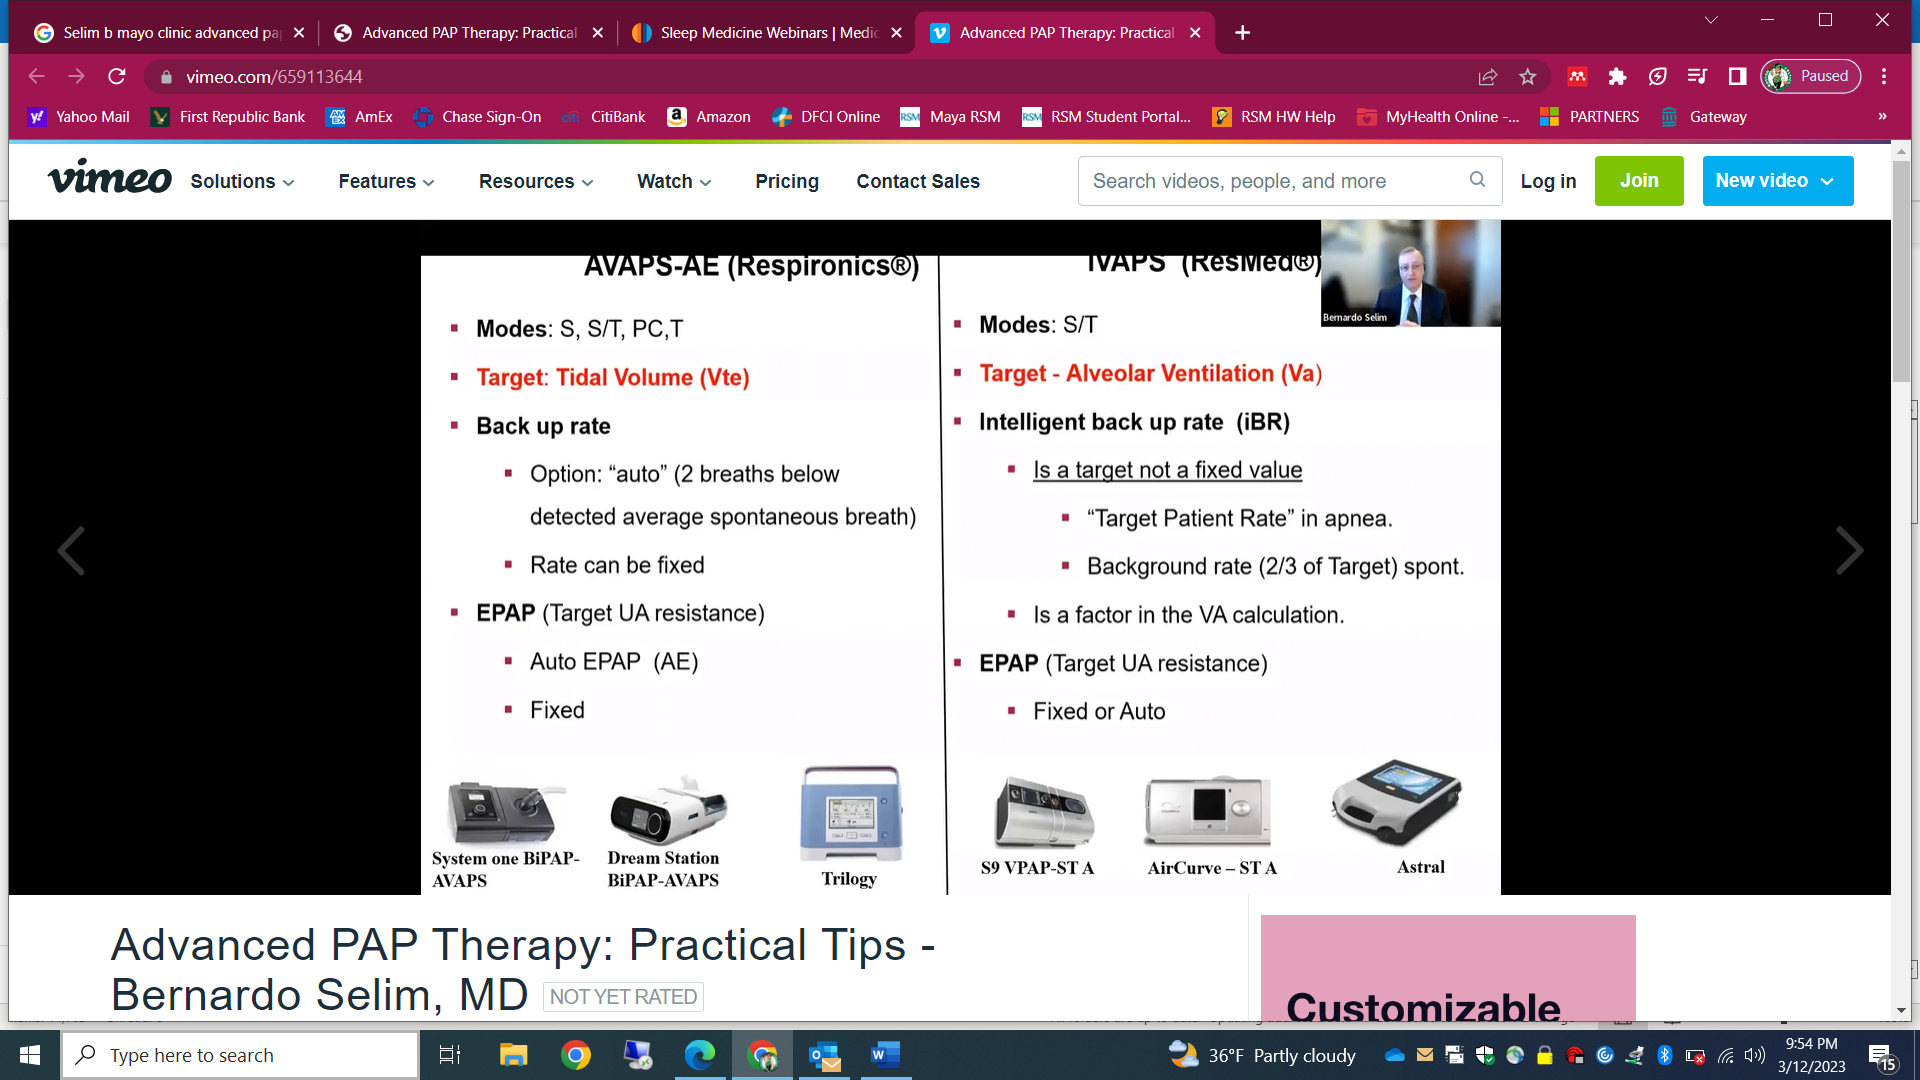 Selim b mayo clinic advanced pa
Advanced PAP Therapy: Practical
Sleep Medicine Webinars | Medic
Advanced PAP Therapy: Practical
vimeo.com/659113644
Paused
Yahoo Mail
First Republic Bank
AmEx
Chase Sign-On
CitiBank
Amazon
DFCI Online
Maya RSM
RSM Student Portal...
RSM HW Help
MyHealth Online -...
PARTNERS
Gateway
»
vimeo
Solutions
Features
Resources
Watch
Pricing
Contact Sales
Search videos, people, and more
Log in
Join
New video
AVAPS-AE (Respironics®)
Modes: S, S/T, PC,T
Target: Tidal Volume (Vte)
Back up rate
Option: “auto” (2 breaths below
detected average spontaneous breath)
Rate can be fixed
EPAP (Target UA resistance)
Auto EPAP (AE)
Fixed
System one BiPAP-
AVAPS
Dream Station
BiPAP-AVAPS
Trilogy
iVAPS (ResMed®)
Bernardo Selim
Modes: S/T
Target - Alveolar Ventilation (Va)
Intelligent back up rate (iBR)
Is a target not a fixed value
“Target Patient Rate” in apnea.
Background rate (2/3 of Target) spont.
Is a factor in the VA calculation.
EPAP (Target UA resistance)
Fixed or Auto
S9 VPAP-ST A
AirCurve – ST A
Astral
Advanced PAP Therapy: Practical Tips -
Bernardo Selim, MD
NOT YET RATED
Customizable
Type here to search
36°F Partly cloudy
9:54 PM
3/12/2023
15